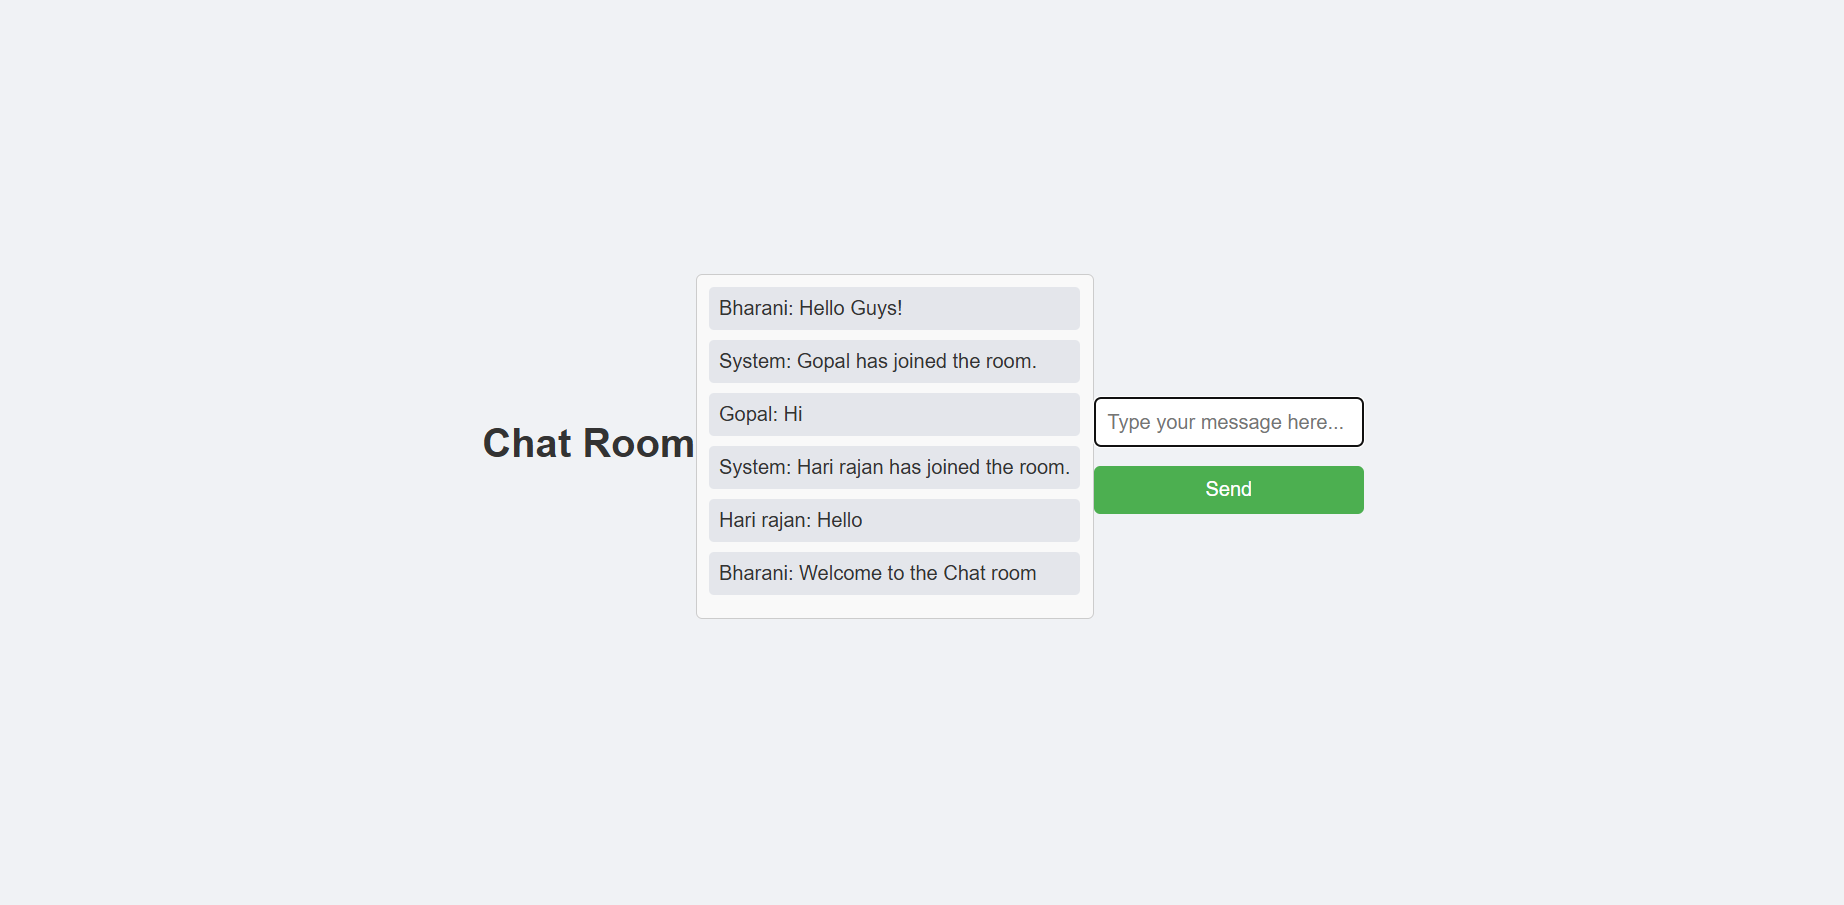 Chat Room
Bharani: Hello Guys!
System: Gopal has joined the room.
Gopal: Hi
System: Hari rajan has joined the room.
Hari rajan: Hello
Bharani: Welcome to the Chat room
Type your message here...
Send